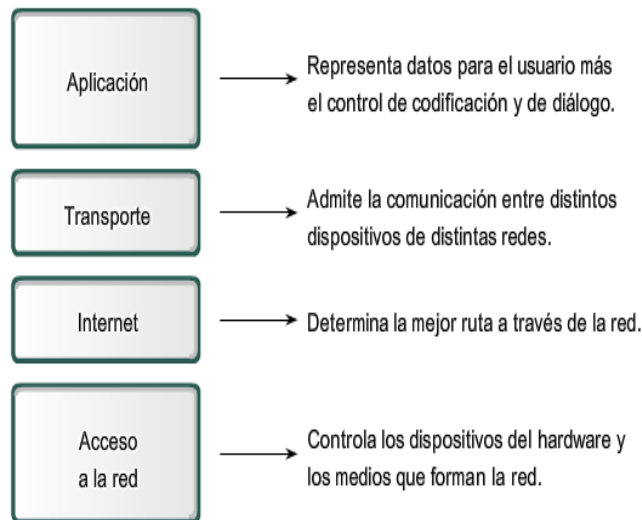 Aplicación
Representa datos para el usuario más
el control de codificación y de diálogo.
Transporte
Admite la comunicación entre distintos
dispositivos de distintas redes.
Internet
Determina la mejor ruta a través de la red.
Acceso
a la red
Controla los dispositivos del hardware y
los medios que forman la red.